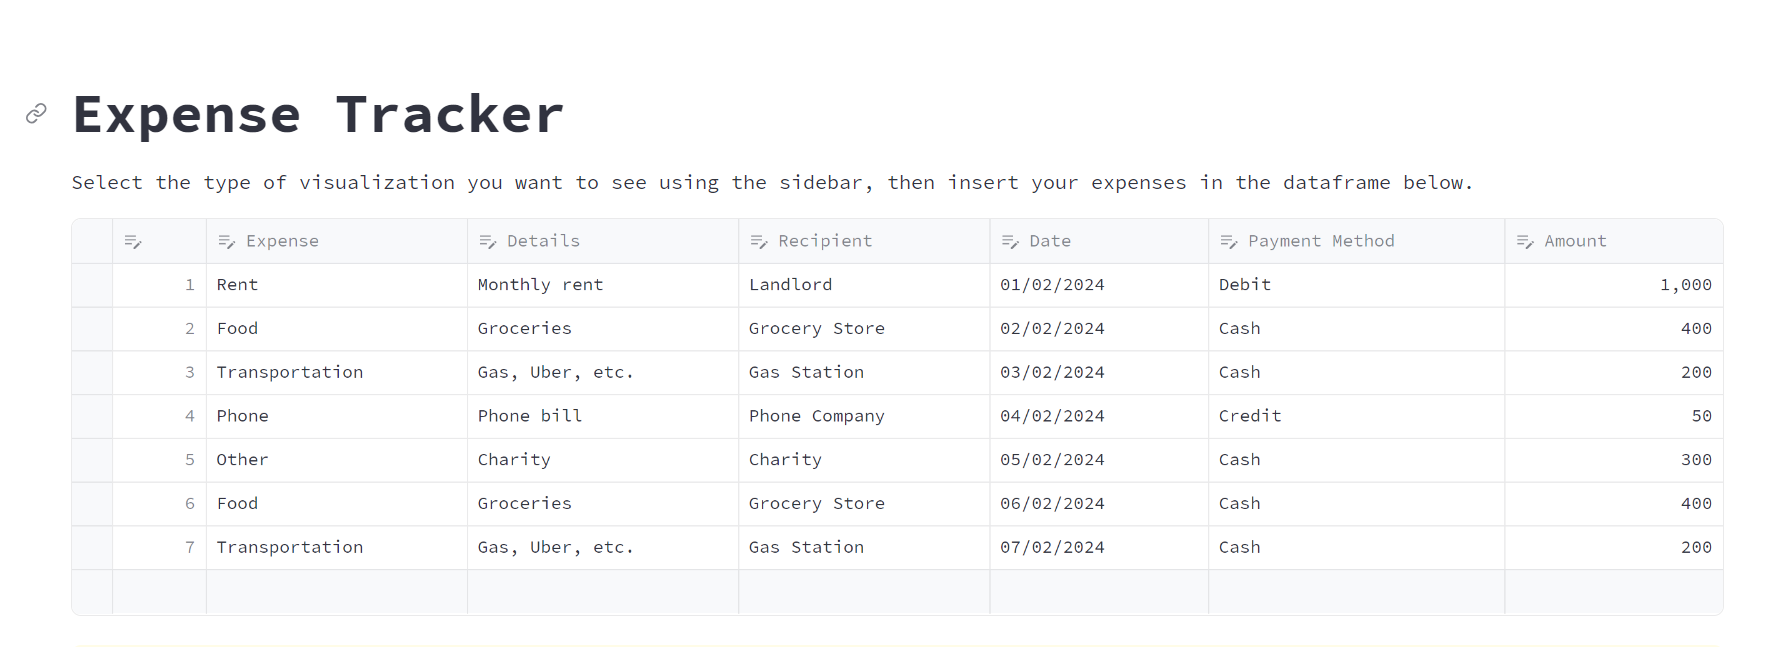 Expense Tracker
Select the type of visualization you want to see using the sidebar, then insert your expenses in the dataframe below.
Expense Details Recipient Date Payment Method Amount
1 Rent Monthly rent Landlord 01/02/2024 Debit 1,000
2 Food Groceries Grocery Store 02/02/2024 Cash 400
3 Transportation Gas, Uber, etc. Gas Station 03/02/2024 Cash 200
4 Phone Phone bill Phone Company 04/02/2024 Credit 50
5 Other Charity Charity 05/02/2024 Cash 300
6 Food Groceries Grocery Store 06/02/2024 Cash 400
7 Transportation Gas, Uber, etc. Gas Station 07/02/2024 Cash 200